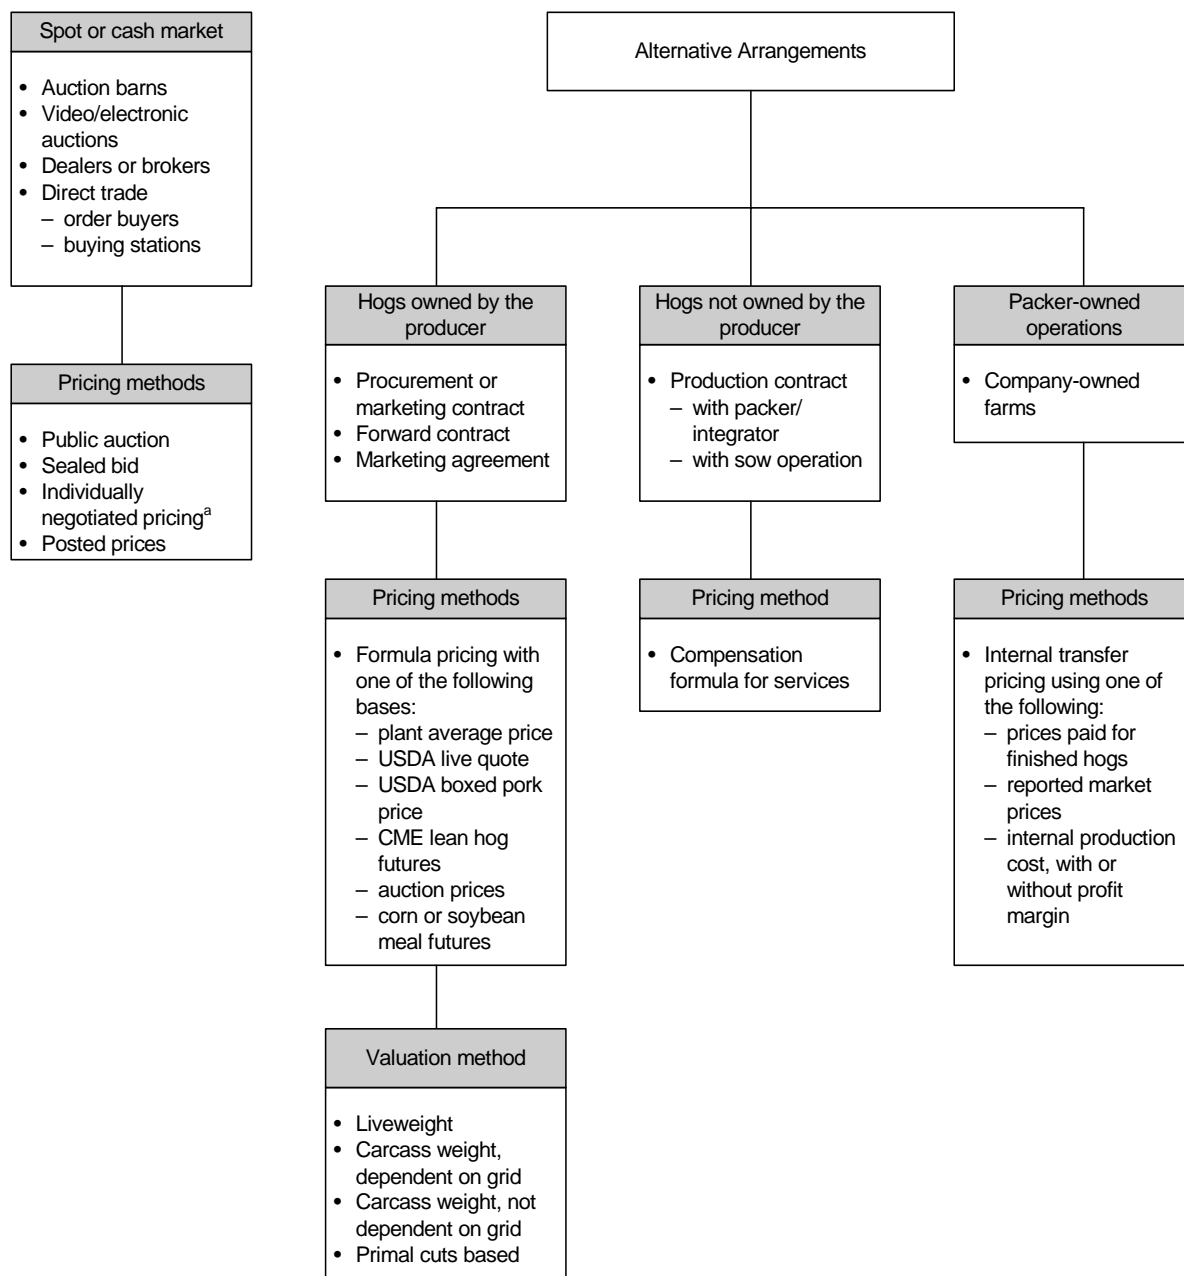 Spot or cash market
• Auction barns
• Video/electronic
auctions
• Dealers or brokers
• Direct trade
– order buyers
– buying stations
Pricing methods
• Public auction
• Sealed bid
• Individually
negotiated pricingª
• Posted prices
Alternative Arrangements
Hogs owned by the
producer
• Procurement or
marketing contract
• Forward contract
• Marketing agreement
Pricing methods
• Formula pricing with
one of the following
bases:
– plant average price
– USDA live quote
– USDA boxed pork
price
– CME lean hog
futures
– auction prices
– corn or soybean
meal futures
Valuation method
• Liveweight
• Carcass weight,
dependent on grid
• Carcass weight, not
dependent on grid
• Primal cuts based
Hogs not owned by the
producer
• Production contract
– with packer/
integrator
– with sow operation
Pricing method
• Compensation
formula for services
Packer-owned
operations
• Company-owned
farms
Pricing methods
• Internal transfer
pricing using one of
the following:
– prices paid for
finished hogs
– reported market
prices
– internal production
cost, with or
without profit
margin